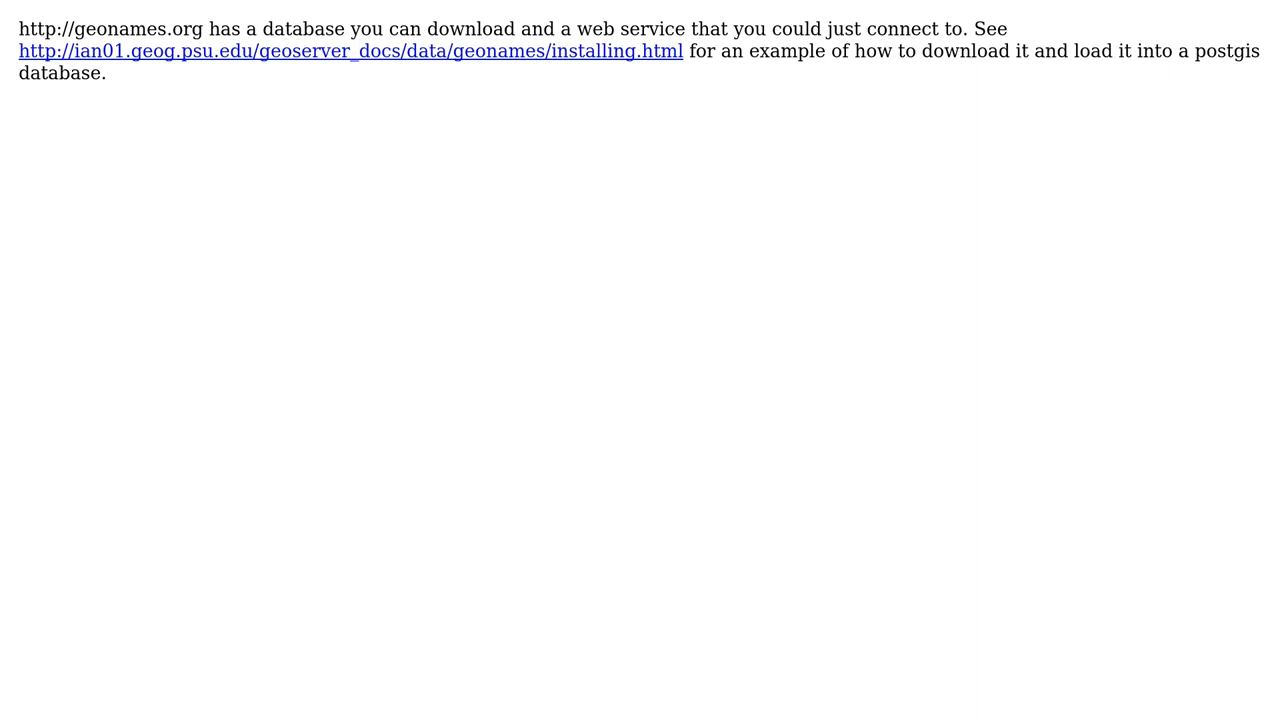 http://geonames.org has a database you can download and a web service that you could just connect to. See
http://ian01.geog.psu.edu/geoserver_docs/data/geonames/installing.html for an example of how to download it and load it into a postgis
database.